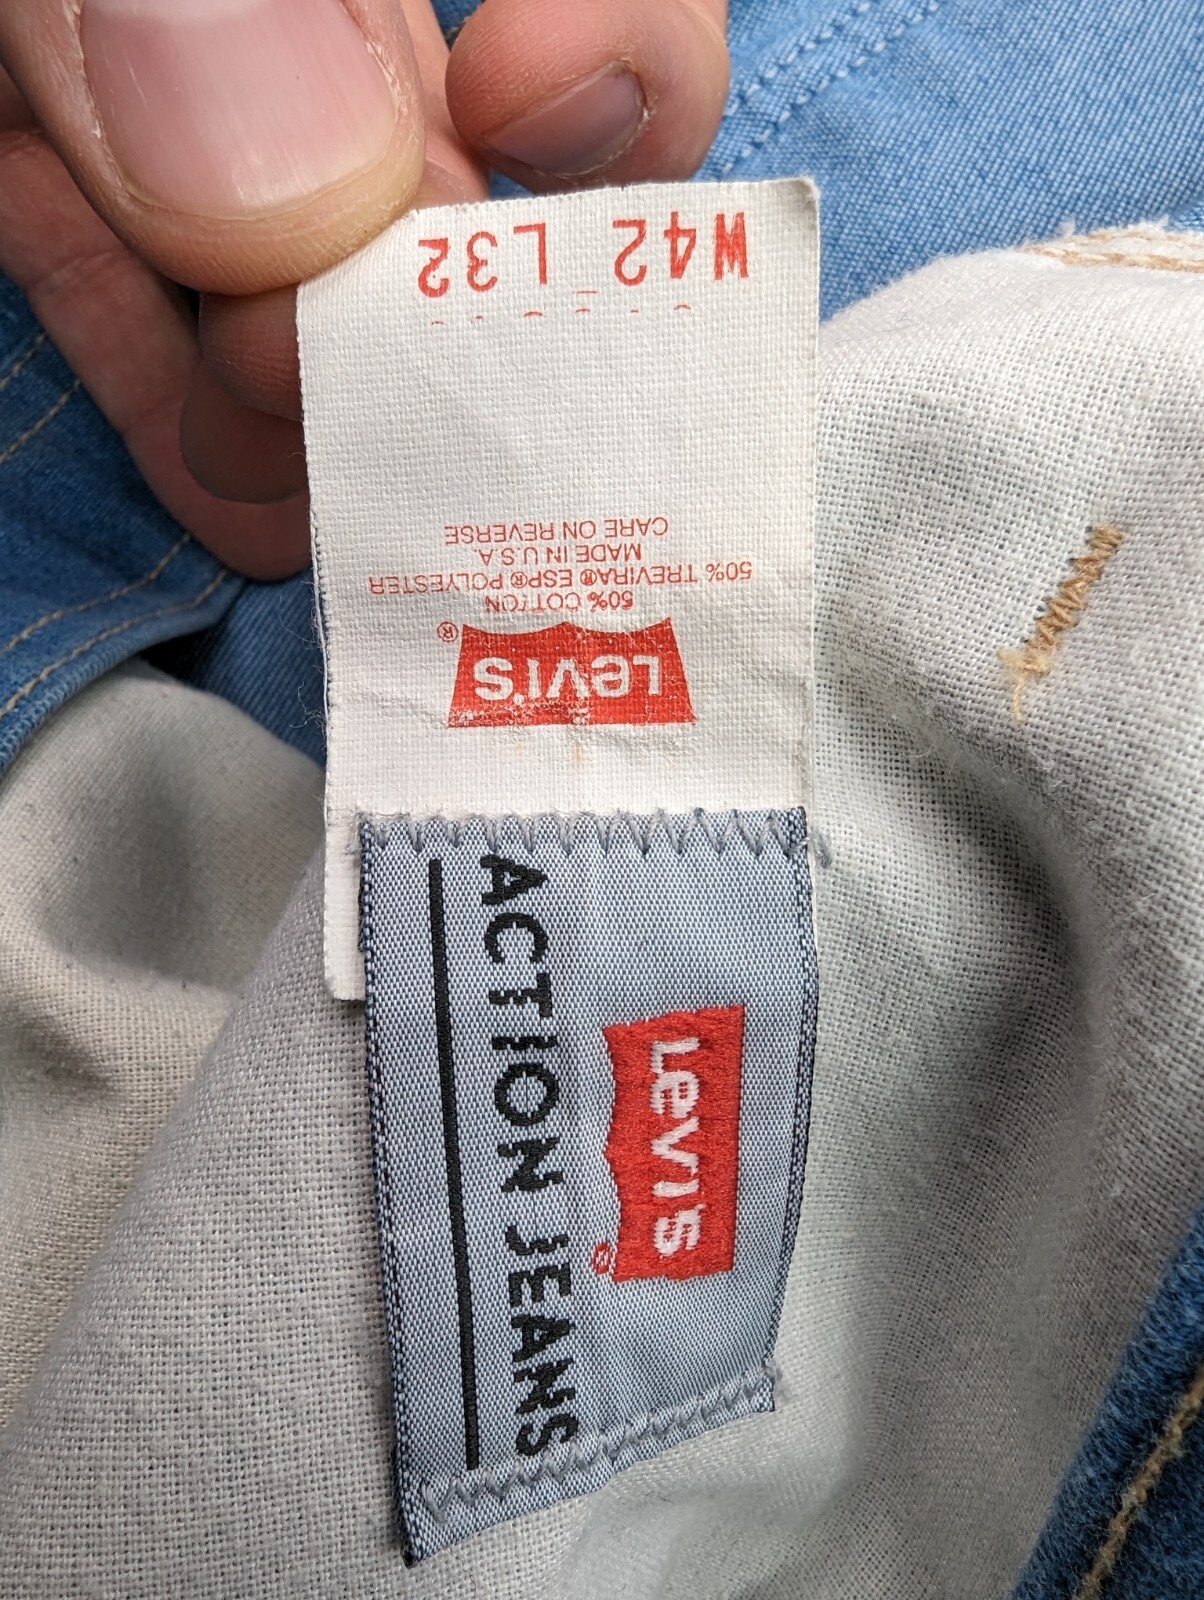 Levi's ®
50% COTTON
50% TREVIRA® ESP® POLYESTER
MADE IN U.S.A.
CARE ON REVERSE
W42 L32
Levi's ®
ACTION JEANS